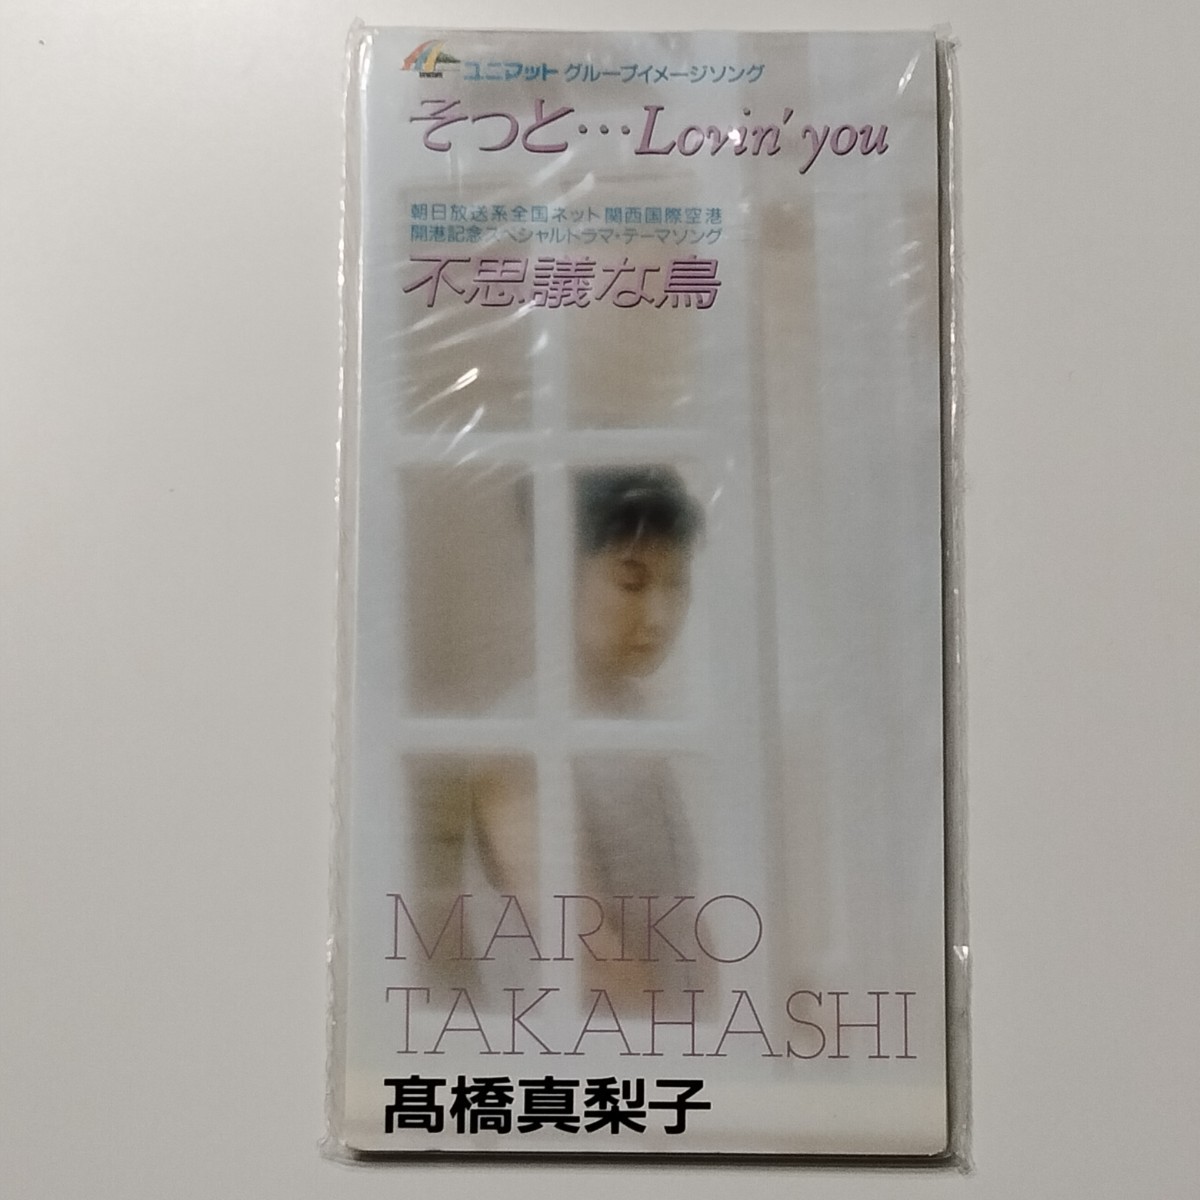 ユニマット グループイメージソング
そっと…Lovin' you
朝日放送系全国ネット 関西国際空港
開港記念スペシャルドラマ・テーマソング
不思議な鳥
MARIKO
TAKAHASHI
髙橋真梨子